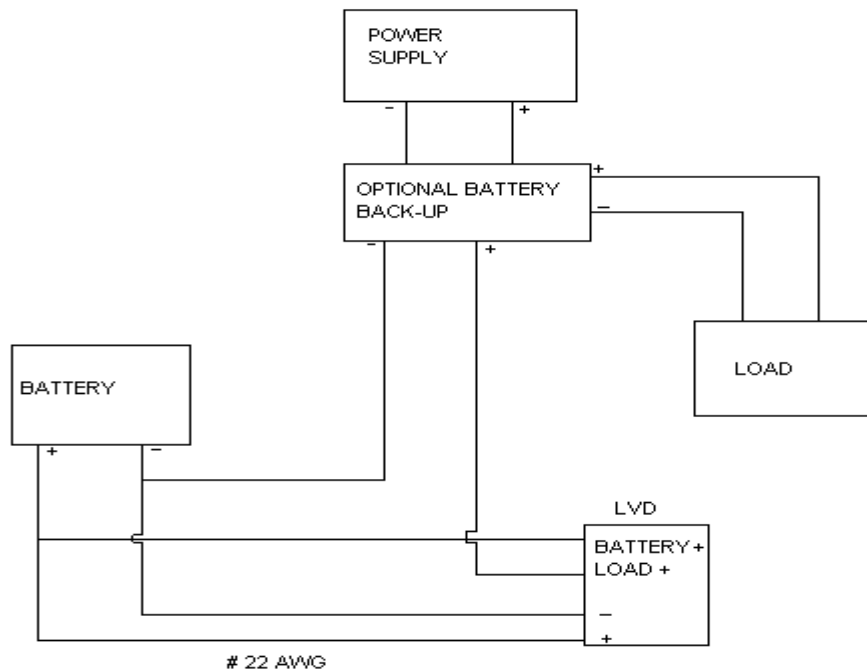 POWER
SUPPLY
- +
OPTIONAL BATTERY
BACK-UP
+
-
- +
LOAD
BATTERY
+ -
LVD
BATTERY +
LOAD +
-
+
# 22 AWG